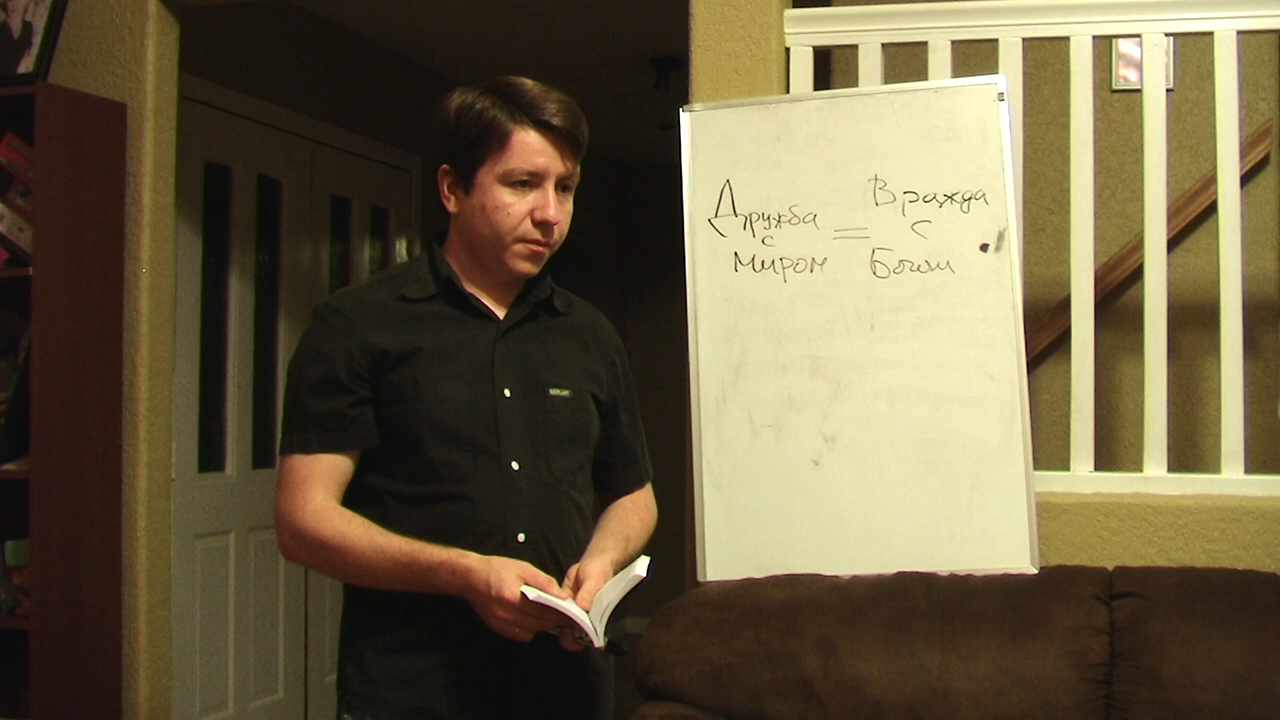 Дружба
с
миром
=
Вражда
с
Богом